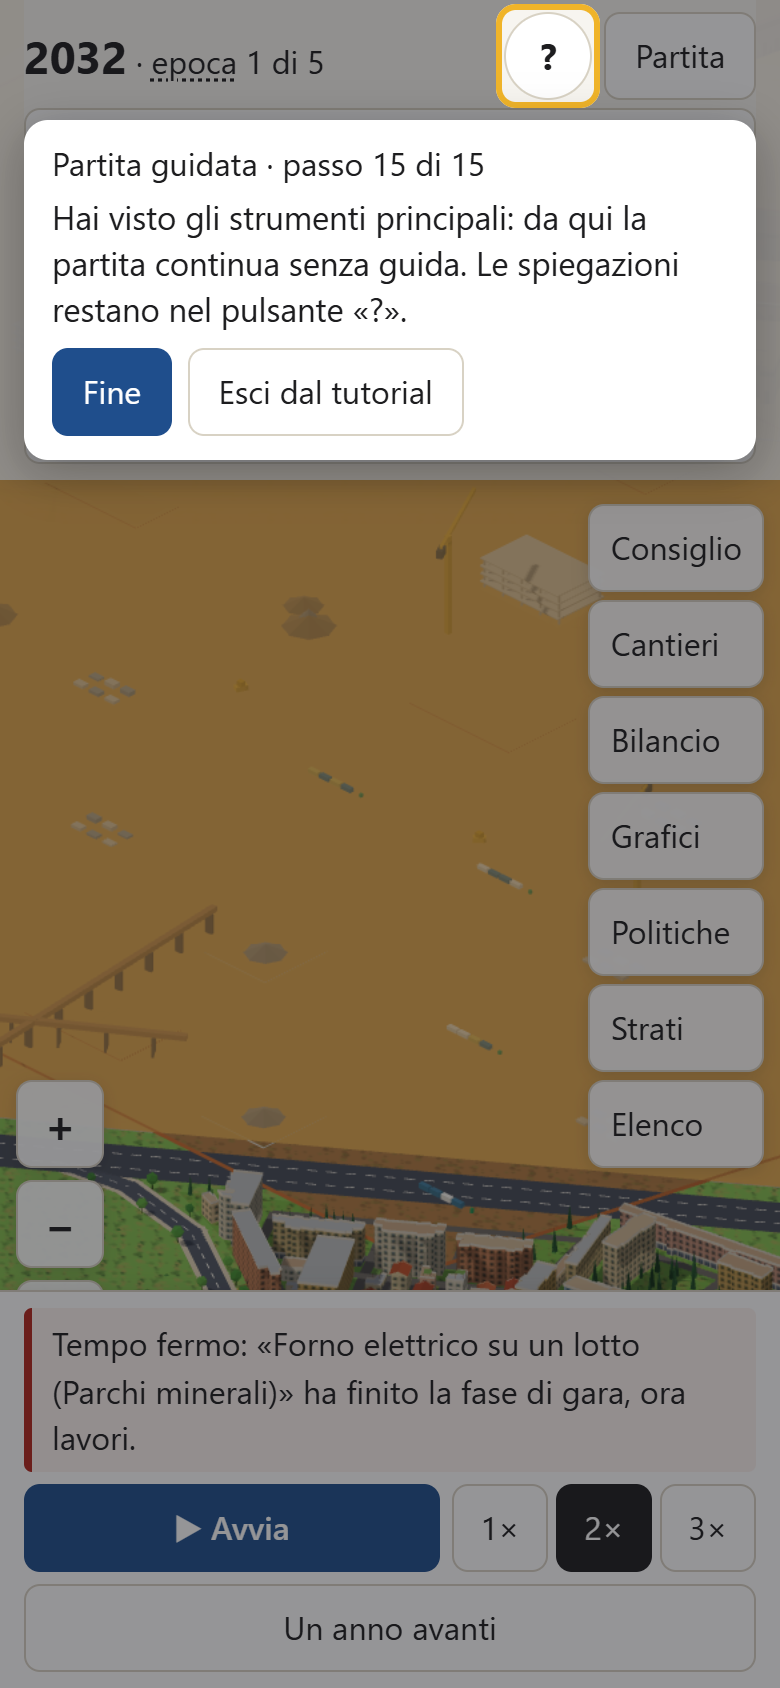 2032 · epoca 1 di 5
?
Partita
Partita guidata · passo 15 di 15
Hai visto gli strumenti principali: da qui la
partita continua senza guida. Le spiegazioni
restano nel pulsante «?».
Fine
Esci dal tutorial
Consiglio
Cantieri
Bilancio
Grafici
Politiche
Strati
Elenco
+
−
Tempo fermo: «Forno elettrico su un lotto
(Parchi minerali)» ha finito la fase di gara, ora
lavori.
▶ Avvia
1×
2×
3×
Un anno avanti